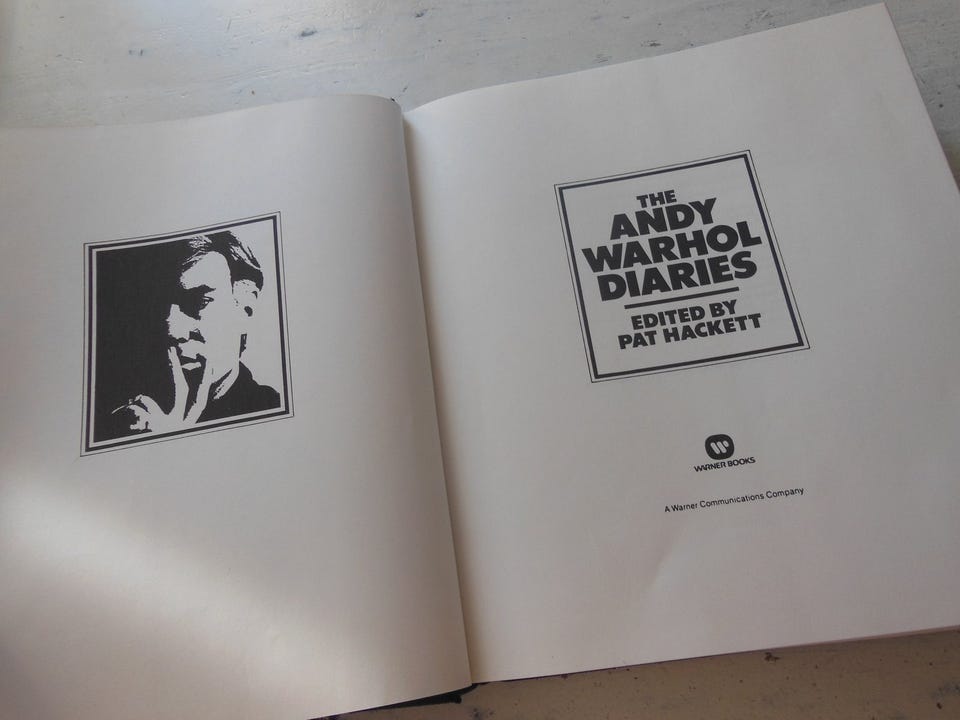 THE
ANDY
WARHOL
DIARIES
EDITED BY
PAT HACKETT
WARNER BOOKS
A Warner Communications Company